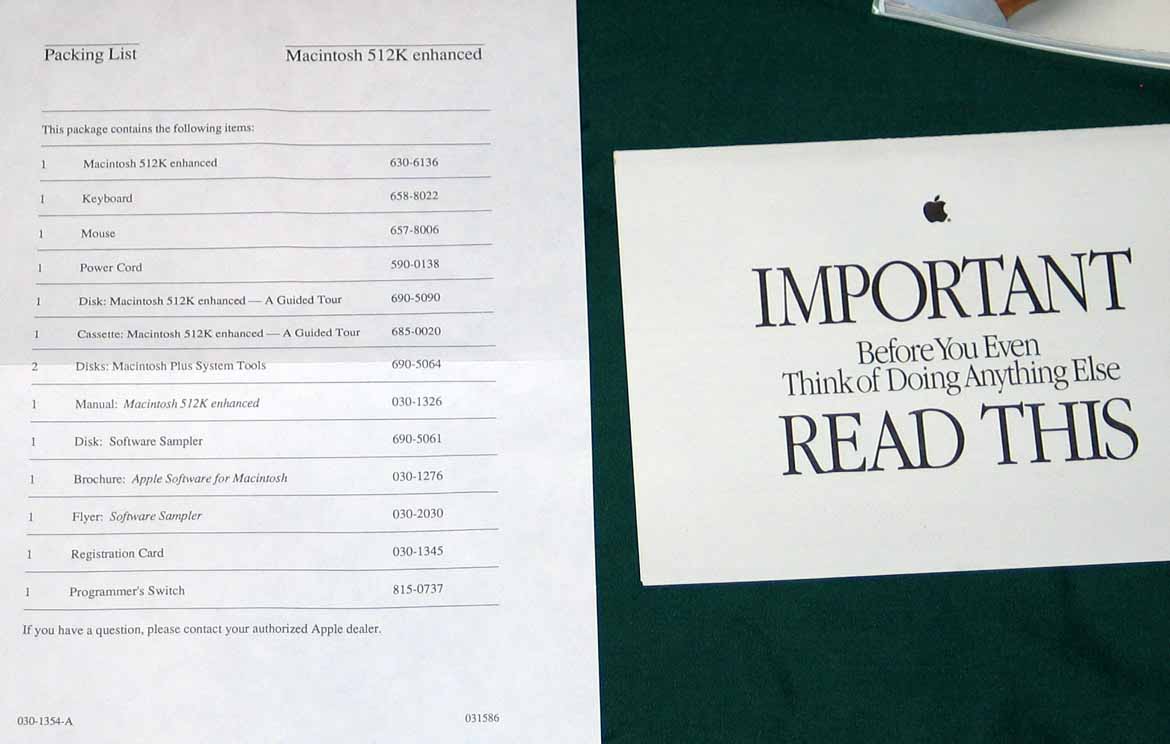 Packing List Macintosh 512K enhanced
This package contains the following items:
1 Macintosh 512K enhanced 630-6136
1 Keyboard 658-8022
1 Mouse 657-8006
1 Power Cord 590-0138
1 Disk: Macintosh 512K enhanced — A Guided Tour 690-5090
1 Cassette: Macintosh 512K enhanced — A Guided Tour 685-0020
2 Disks: Macintosh Plus System Tools 690-5064
1 Manual: Macintosh 512K enhanced 030-1326
1 Disk: Software Sampler 690-5061
1 Brochure: Apple Software for Macintosh 030-1276
1 Flyer: Software Sampler 030-2030
1 Registration Card 030-1345
1 Programmer's Switch 815-0737
If you have a question, please contact your authorized Apple dealer.
030-1354-A 031586
IMPORTANT
Before You Even
Think of Doing Anything Else
READ THIS